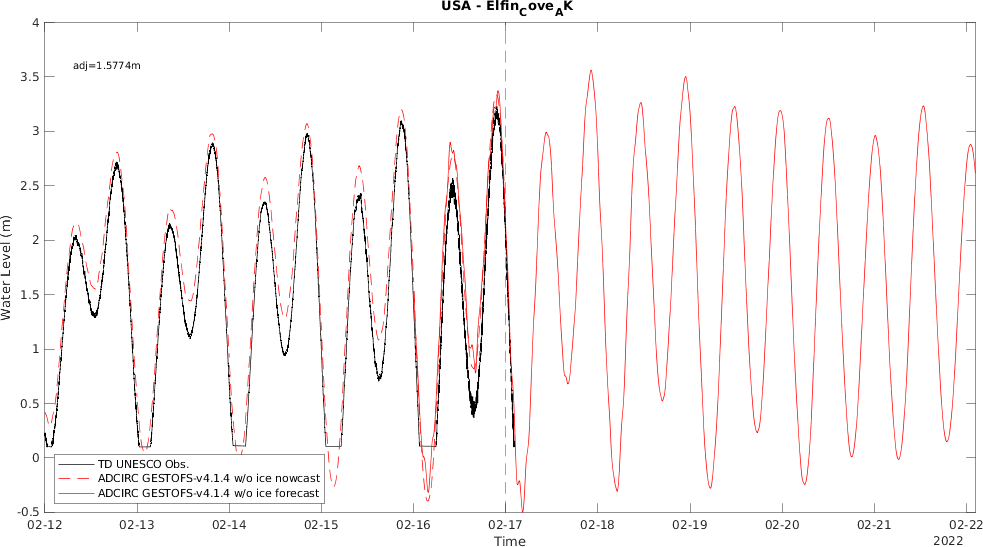 USA - ElfinCoveAK
adj=1.5774m
4
3.5
3
2.5
2
1.5
1
0.5
0
-0.5
Water Level (m)
TD UNESCO Obs.
ADCIRC GESTOFS-v4.1.4 w/o ice nowcast
ADCIRC GESTOFS-v4.1.4 w/o ice forecast
02-12 02-13 02-14 02-15 02-16 02-17 02-18 02-19 02-20 02-21 02-22
Time
2022